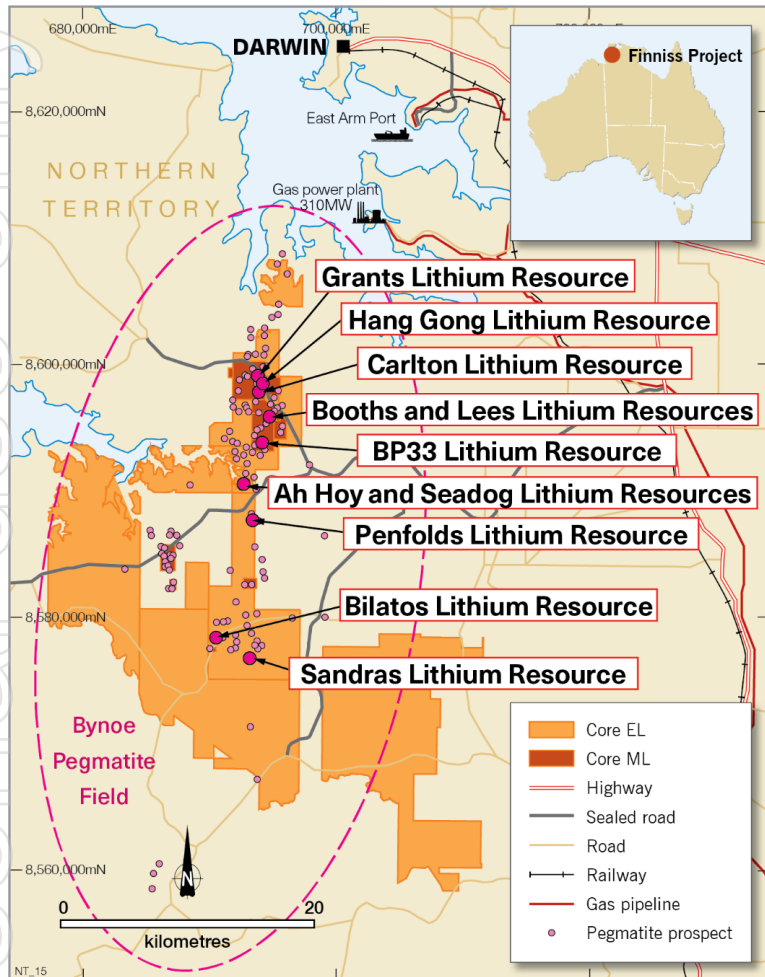 680,000mE
700,000mE
DARWIN
Finniss Project
8,620,000mN
East Arm Port
NORTHERN
TERRITORY
Gas power plant
310MW
Grants Lithium Resource
Hang Gong Lithium Resource
8,600,000mN
Carlton Lithium Resource
Booths and Lees Lithium Resources
BP33 Lithium Resource
Ah Hoy and Seadog Lithium Resources
Penfolds Lithium Resource
Bilatos Lithium Resource
8,580,000mN
Sandras Lithium Resource
Bynoe
Pegmatite
Field
Core EL
Core ML
Highway
Sealed road
Road
Railway
Gas pipeline
Pegmatite prospect
8,560,000mN
N
0
20
kilometres
NT_15